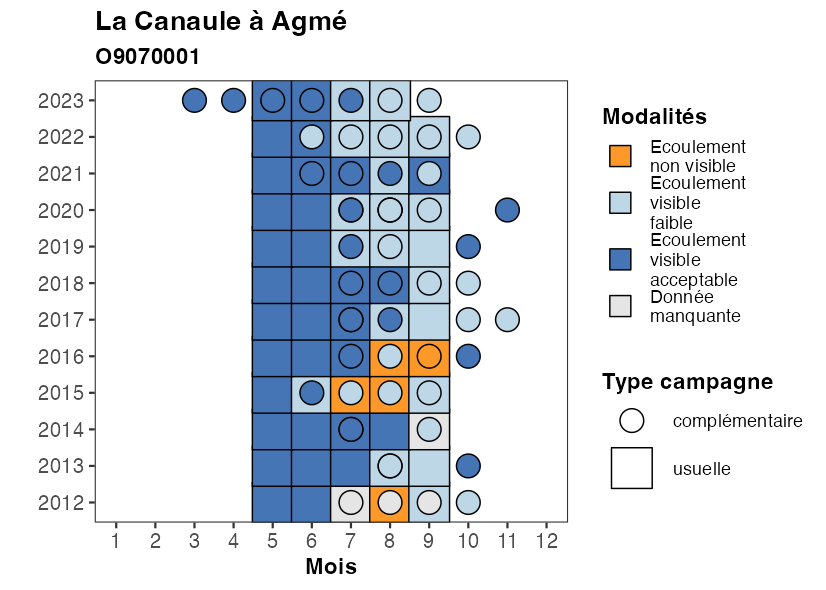 La Canaule à Agmé
O9070001
2023
2022
2021
2020
2019
2018
2017
2016
2015
2014
2013
2012
1 2 3 4 5 6 7 8 9 10 11 12
Mois
Modalités
Ecoulement
non visible
Ecoulement
visible
faible
Ecoulement
visible
acceptable
Donnée
manquante
Type campagne
complémentaire
usuelle